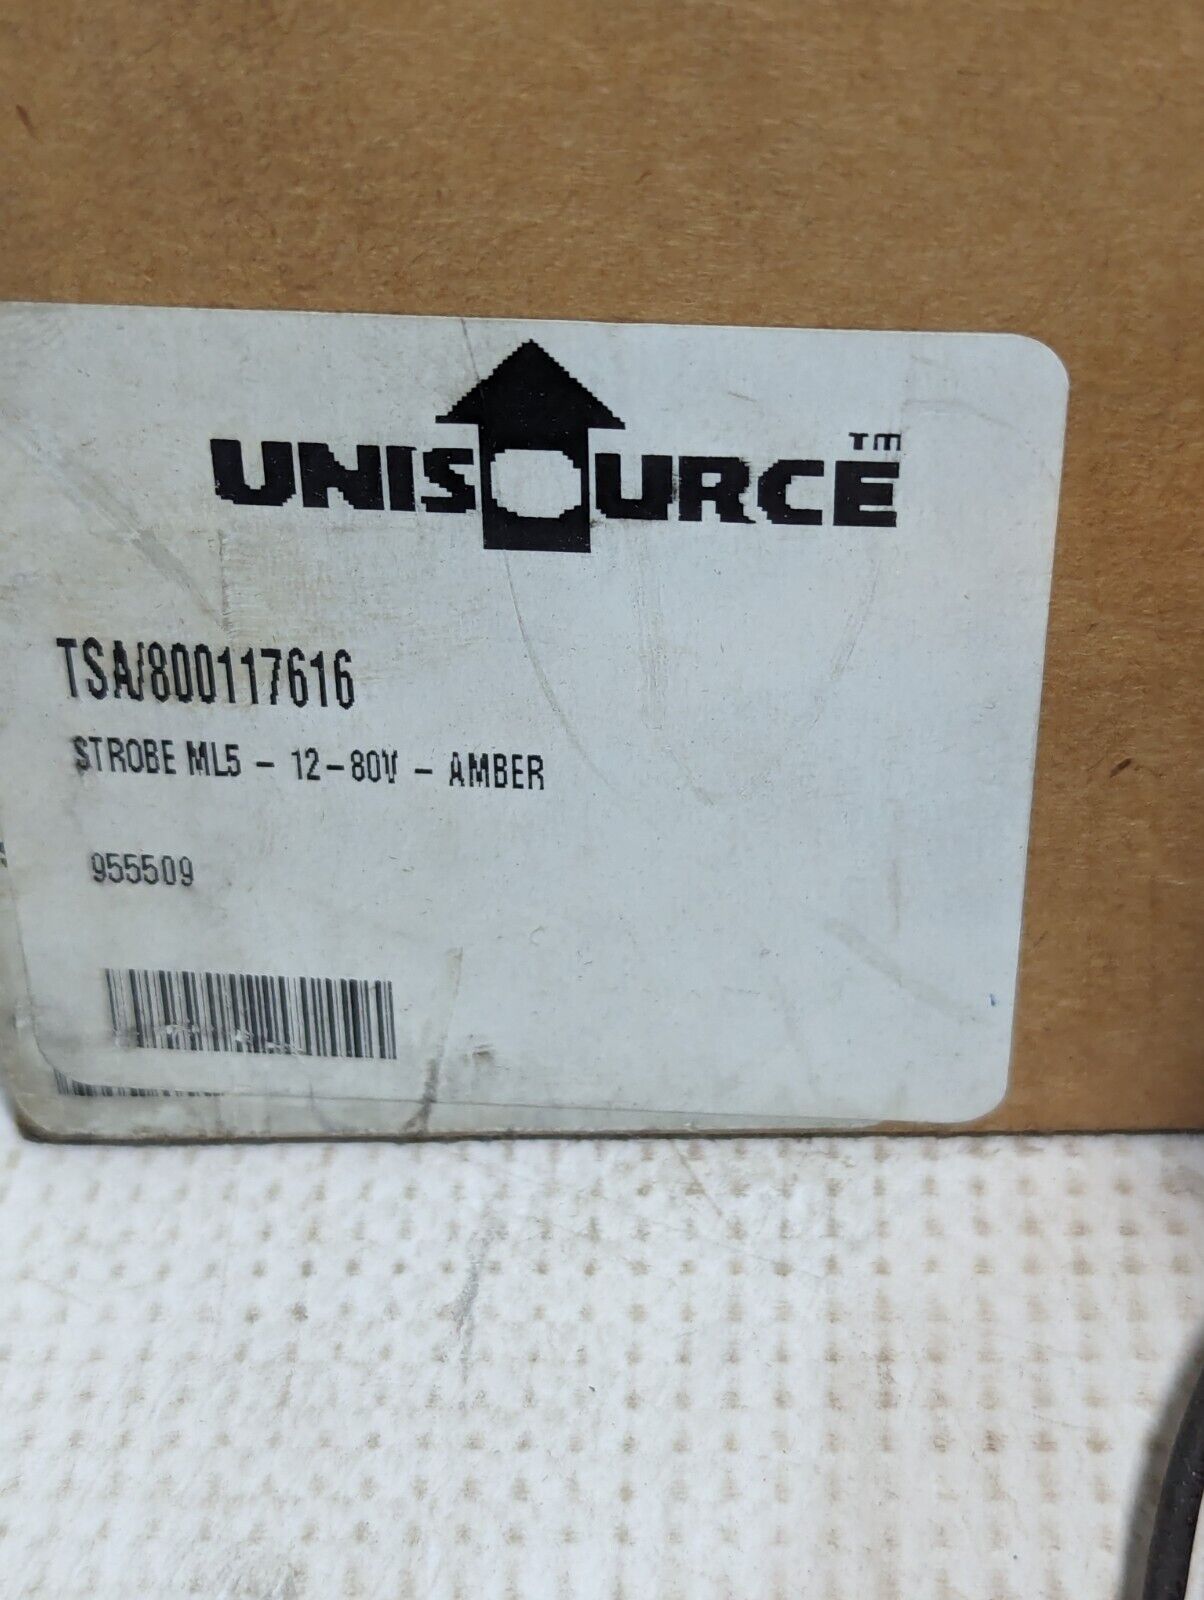 UNISOURCE™
TSA/800117616
STROBE ML5 - 12-80V - AMBER
955509